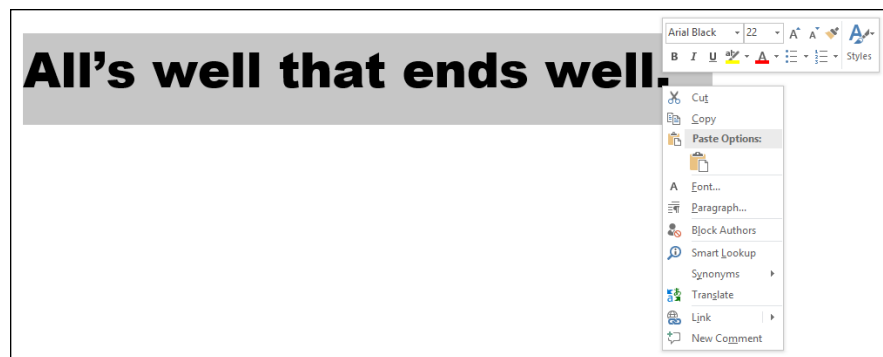 Arial Black 22 A A
B I U aby A Styles
All’s well that ends well.
Cut
Copy
Paste Options:
A Font...
Paragraph...
Block Authors
Smart Lookup
Synonyms
Translate
Link
New Comment